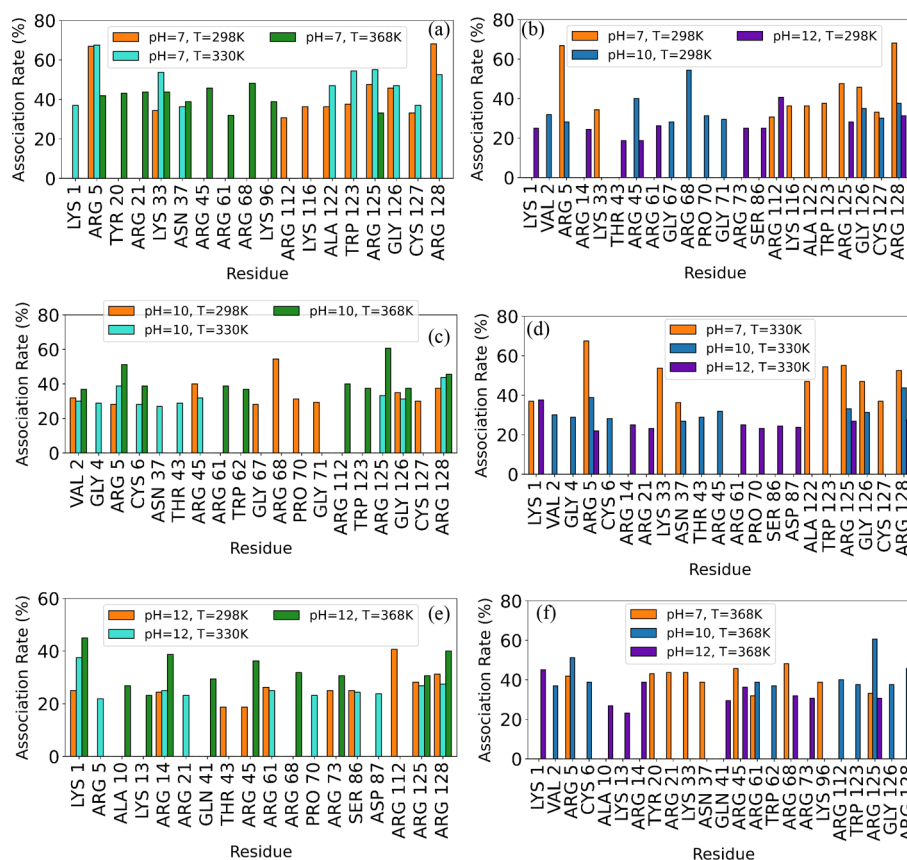 (a)
Association Rate (%)
80
60
40
20
0
pH=7, T=298K
pH=7, T=330K
pH=7, T=368K
LYS 1
ARG 5
TYR 20
ARG 21
LYS 33
ASN 37
ARG 45
ARG 61
ARG 68
LYS 96
ARG 112
LYS 116
ALA 122
TRP 123
ARG 125
GLY 126
CYS 127
ARG 128
Residue
(b)
Association Rate (%)
80
60
40
20
0
pH=7, T=298K
pH=10, T=298K
pH=12, T=298K
LYS 1
VAL 2
ARG 5
ARG 14
LYS 33
THR 43
ARG 45
ARG 61
GLY 67
ARG 68
PRO 70
GLY 71
ARG 73
SER 86
ARG 112
LYS 116
ALA 122
TRP 123
ARG 125
GLY 126
CYS 127
ARG 128
Residue
(c)
Association Rate (%)
80
60
40
20
0
pH=10, T=298K
pH=10, T=330K
pH=10, T=368K
VAL 2
GLY 4
ARG 5
CYS 6
ASN 37
THR 43
ARG 45
ARG 61
TRP 62
GLY 67
ARG 68
PRO 70
GLY 71
ARG 112
TRP 123
ARG 125
GLY 126
CYS 127
ARG 128
Residue
(d)
Association Rate (%)
80
60
40
20
0
pH=7, T=330K
pH=10, T=330K
pH=12, T=330K
LYS 1
VAL 2
GLY 4
ARG 5
CYS 6
ARG 14
ARG 21
LYS 33
ASN 37
THR 43
ARG 45
ARG 61
PRO 70
SER 86
ASP 87
ALA 122
TRP 123
ARG 125
GLY 126
CYS 127
ARG 128
Residue
(e)
Association Rate (%)
60
40
20
0
pH=12, T=298K
pH=12, T=330K
pH=12, T=368K
LYS 1
ARG 5
ALA 10
LYS 13
ARG 14
ARG 21
GLN 41
THR 43
ARG 45
ARG 61
ARG 68
PRO 70
ARG 73
SER 86
ASP 87
ARG 112
ARG 125
ARG 128
Residue
(f)
Association Rate (%)
80
60
40
20
0
pH=7, T=368K
pH=10, T=368K
pH=12, T=368K
LYS 1
VAL 2
ARG 5
CYS 6
ALA 10
LYS 13
ARG 14
TYR 20
ARG 21
LYS 33
ASN 37
GLN 41
ARG 45
ARG 61
TRP 62
ARG 68
ARG 73
LYS 96
ARG 112
TRP 123
ARG 125
GLY 126
ARG 128
Residue